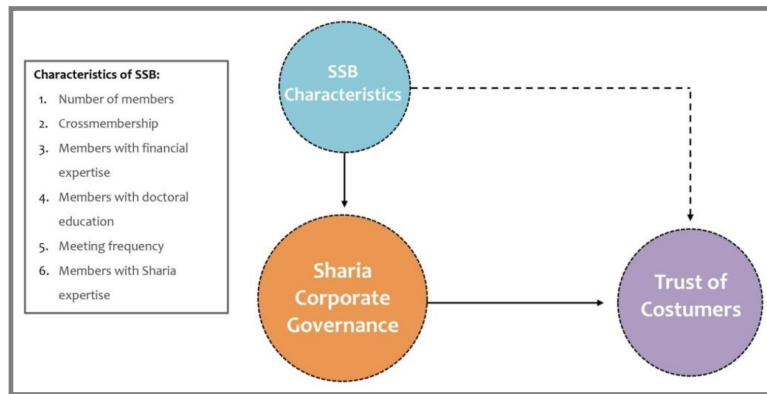 Characteristics of SSB:
1. Number of members
2. Crossmembership
3. Members with financial
expertise
4. Members with doctoral
education
5. Meeting frequency
6. Members with Sharia
expertise
SSB
Characteristics
Sharia
Corporate
Governance
Trust of
Costumers